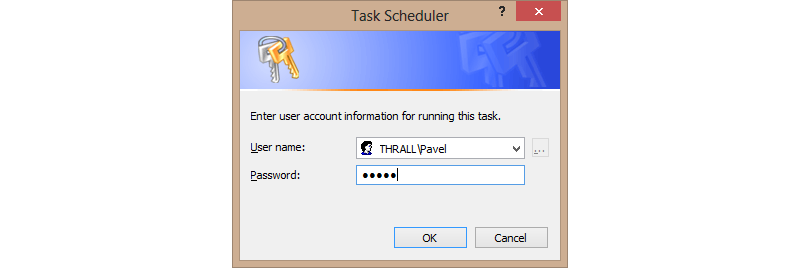 Task Scheduler
?
Enter user account information for running this task.
User name:
THRALL\Pavel
...
Password:
●●●●●
OK
Cancel